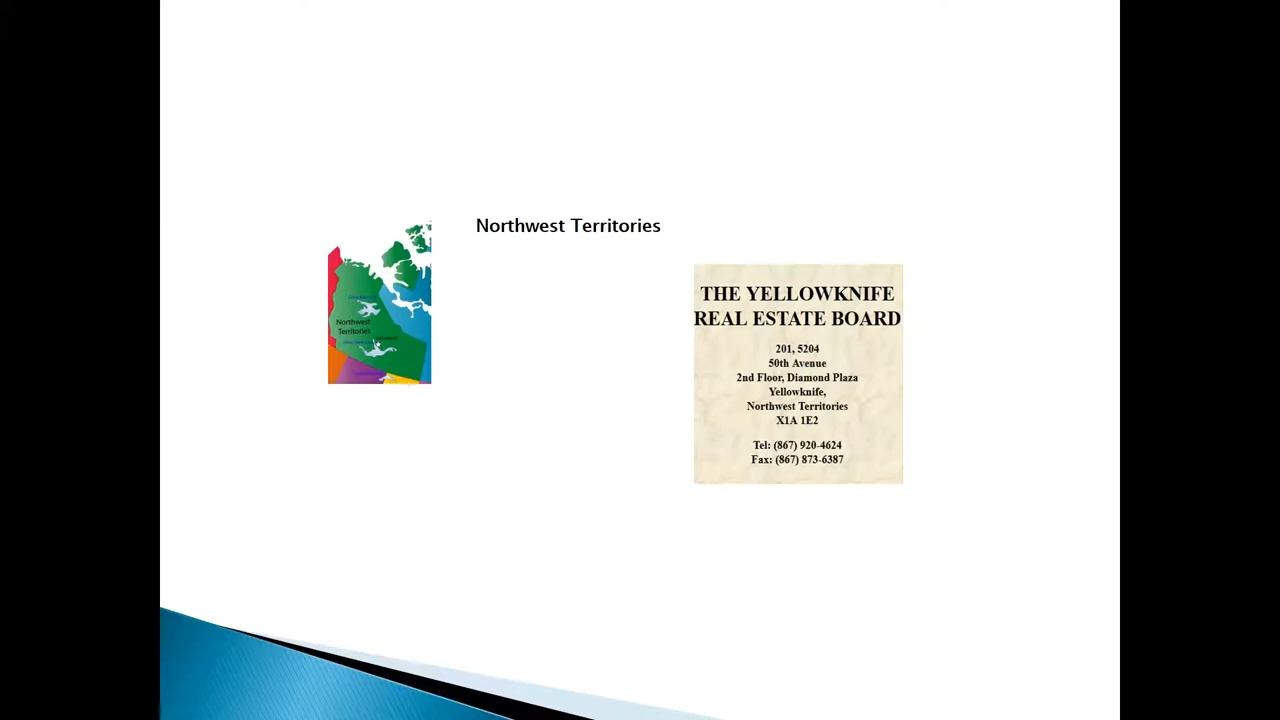 Northwest Territories
Northwest
Territories
THE YELLOWKNIFE
REAL ESTATE BOARD
201, 5204
50th Avenue
2nd Floor, Diamond Plaza
Yellowknife,
Northwest Territories
X1A 1E2
Tel: (867) 920-4624
Fax: (867) 873-6387